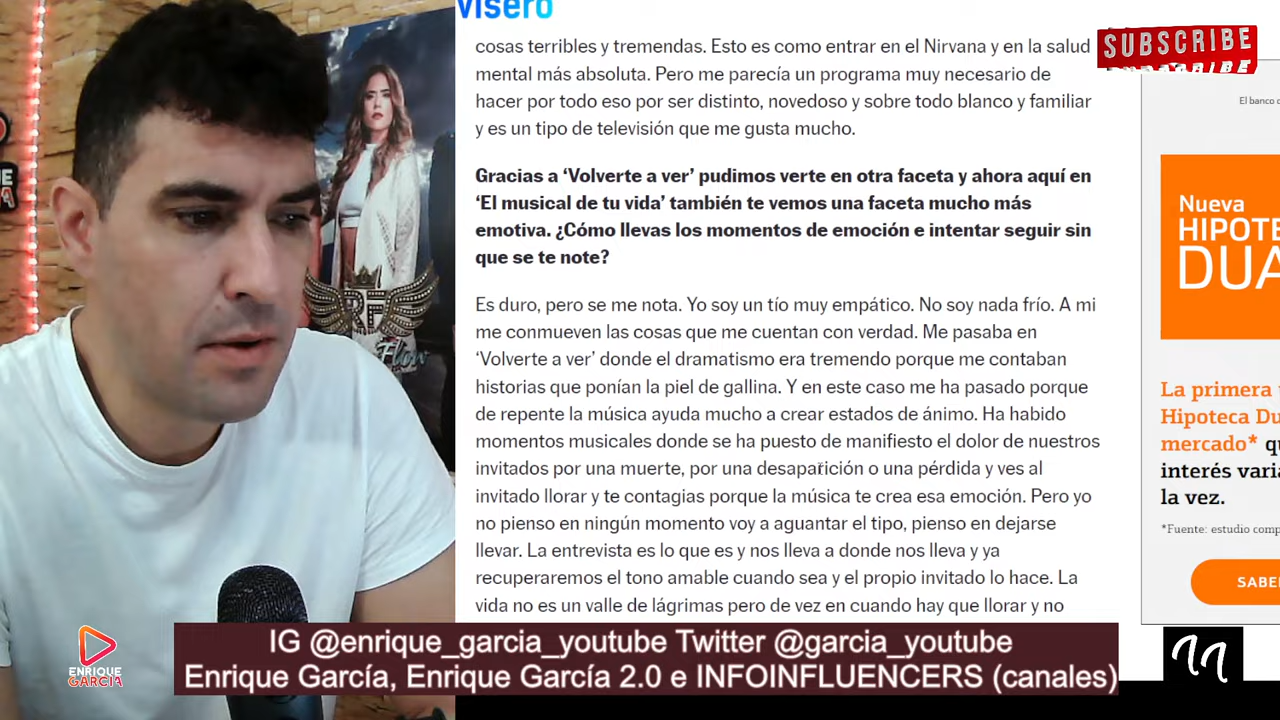 visero
cosas terribles y tremendas. Esto es como entrar en el Nirvana y en la salud
mental más absoluta. Pero me parecía un programa muy necesario de
hacer por todo eso por ser distinto, novedoso y sobre todo blanco y familiar
y es un tipo de televisión que me gusta mucho.
Gracias a ‘Volverte a ver’ pudimos verte en otra faceta y ahora aquí en
‘El musical de tu vida’ también te vemos una faceta mucho más
emotiva. ¿Cómo llevas los momentos de emoción e intentar seguir sin
que se te note?
Es duro, pero se me nota. Yo soy un tío muy empático. No soy nada frío. A mi
me conmueven las cosas que me cuentan con verdad. Me pasaba en
‘Volverte a ver’ donde el dramatismo era tremendo porque me contaban
historias que ponían la piel de gallina. Y en este caso me ha pasado porque
de repente la música ayuda mucho a crear estados de ánimo. Ha habido
momentos musicales donde se ha puesto de manifiesto el dolor de nuestros
invitados por una muerte, por una desaparición o una pérdida y ves al
invitado llorar y te contagias porque la música te crea esa emoción. Pero yo
no pienso en ningún momento voy a aguantar el tipo, pienso en dejarse
llevar. La entrevista es lo que es y nos lleva a donde nos lleva y ya
recuperaremos el tono amable cuando sea y el propio invitado lo hace. La
vida no es un valle de lágrimas pero de vez en cuando hay que llorar y no
SUBSCRIBE
El banco
Nueva
HIPOTE
DUA
La primera
Hipoteca Du
mercado* qu
interés varia
la vez.
*Fuente: estudio comp
SABE
RF
Flow
ENRIQUE
GARCÍA
IG @enrique_garcia_youtube Twitter @garcia_youtube
Enrique García, Enrique García 2.0 e INFOINFLUENCERS (canales)